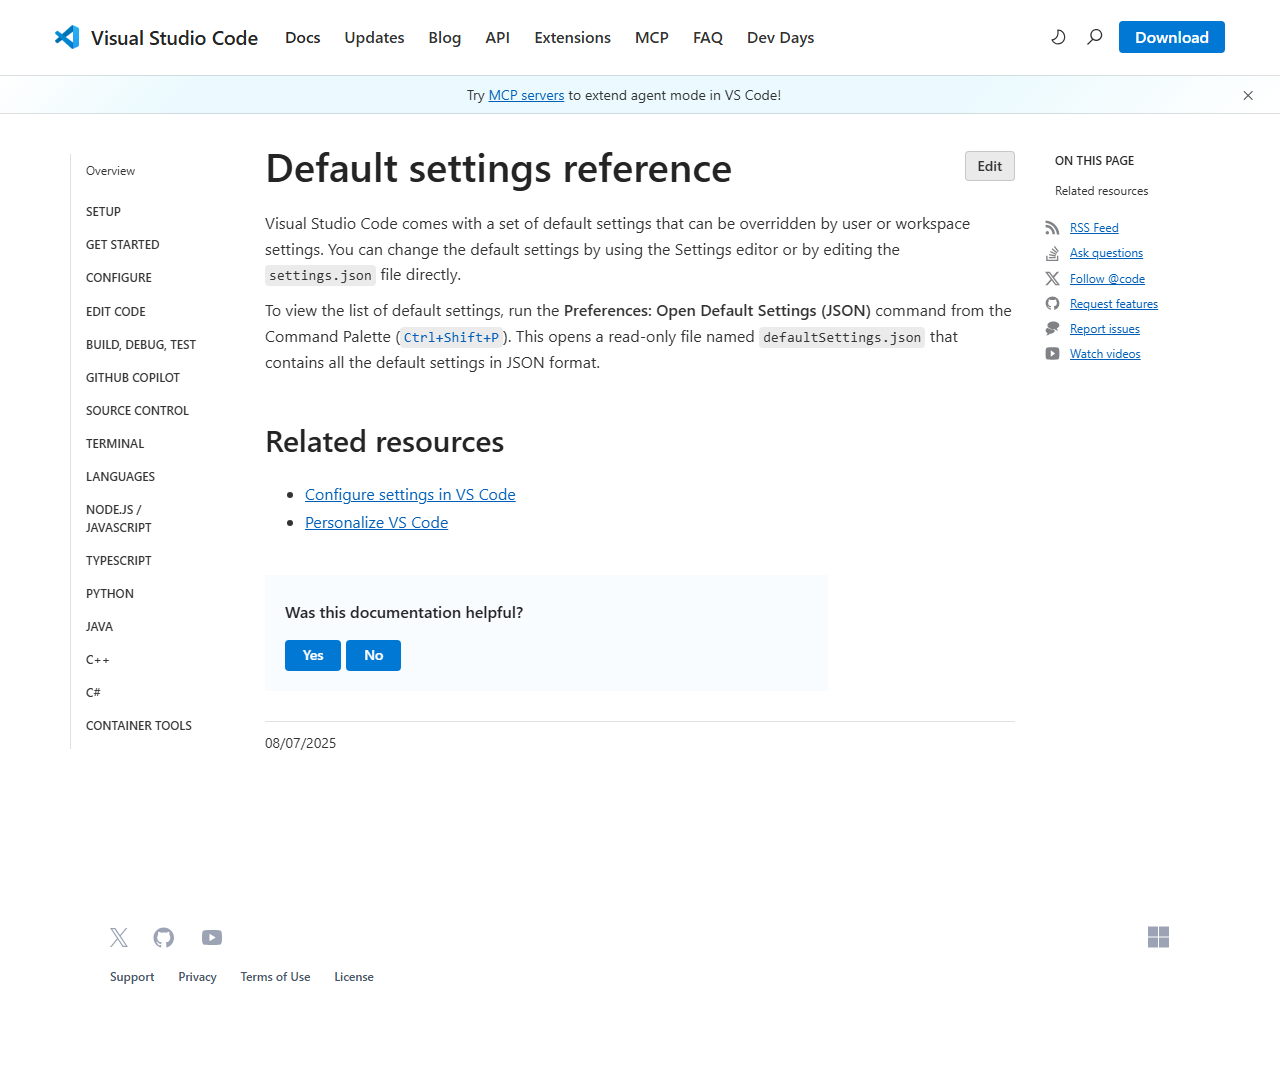 Visual Studio Code
Docs
Updates
Blog
API
Extensions
MCP
FAQ
Dev Days
Download
Try MCP servers to extend agent mode in VS Code!
Overview
SETUP
GET STARTED
CONFIGURE
EDIT CODE
BUILD, DEBUG, TEST
GITHUB COPILOT
SOURCE CONTROL
TERMINAL
LANGUAGES
NODE.JS /
JAVASCRIPT
TYPESCRIPT
PYTHON
JAVA
C++
C#
CONTAINER TOOLS
Default settings reference
Edit
Visual Studio Code comes with a set of default settings that can be overridden by user or workspace
settings. You can change the default settings by using the Settings editor or by editing the
settings.json file directly.
To view the list of default settings, run the Preferences: Open Default Settings (JSON) command from the
Command Palette (Ctrl+Shift+P). This opens a read-only file named defaultSettings.json that
contains all the default settings in JSON format.
Related resources
Configure settings in VS Code
Personalize VS Code
Was this documentation helpful?
Yes
No
08/07/2025
ON THIS PAGE
Related resources
RSS Feed
Ask questions
Follow @code
Request features
Report issues
Watch videos
Support
Privacy
Terms of Use
License